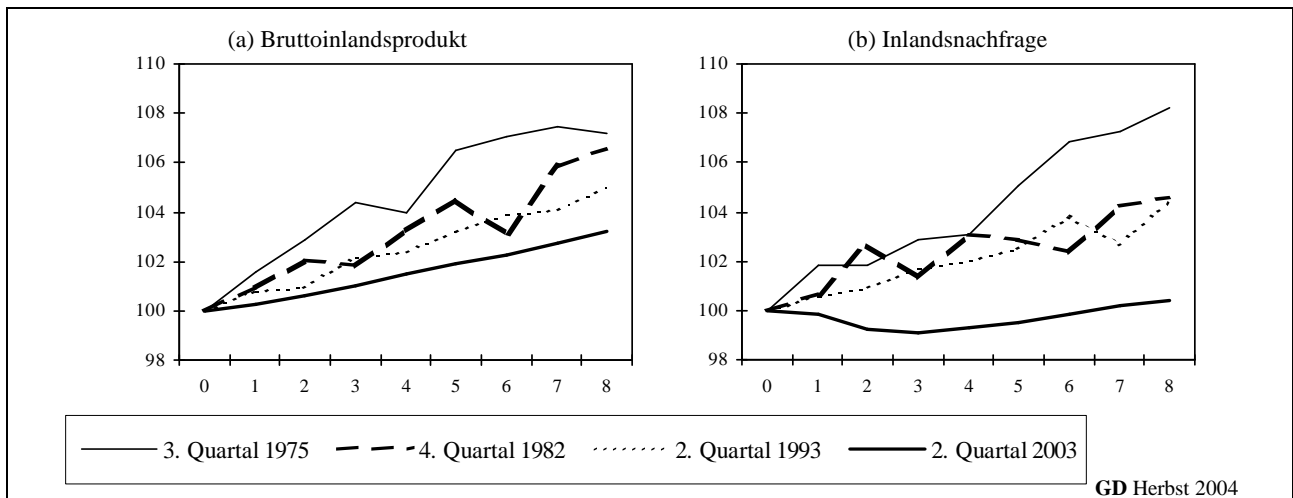 (a) Bruttoinlandsprodukt
110
108
106
104
102
100
98
0 1 2 3 4 5 6 7 8
(b) Inlandsnachfrage
110
108
106
104
102
100
98
0 1 2 3 4 5 6 7 8
3. Quartal 1975 4. Quartal 1982 2. Quartal 1993 2. Quartal 2003
GD Herbst 2004